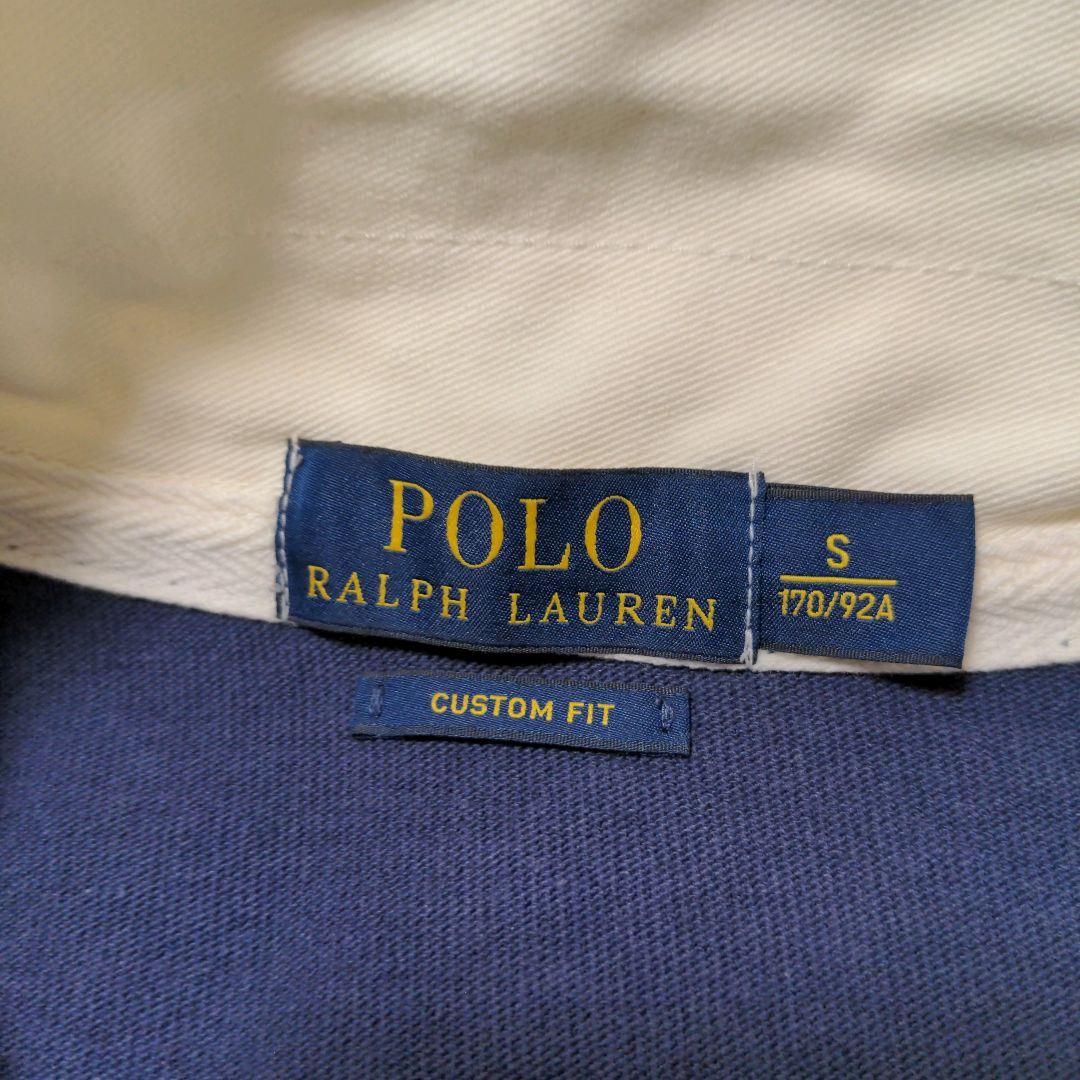 POLO
RALPH LAUREN
S
170/92A
CUSTOM FIT